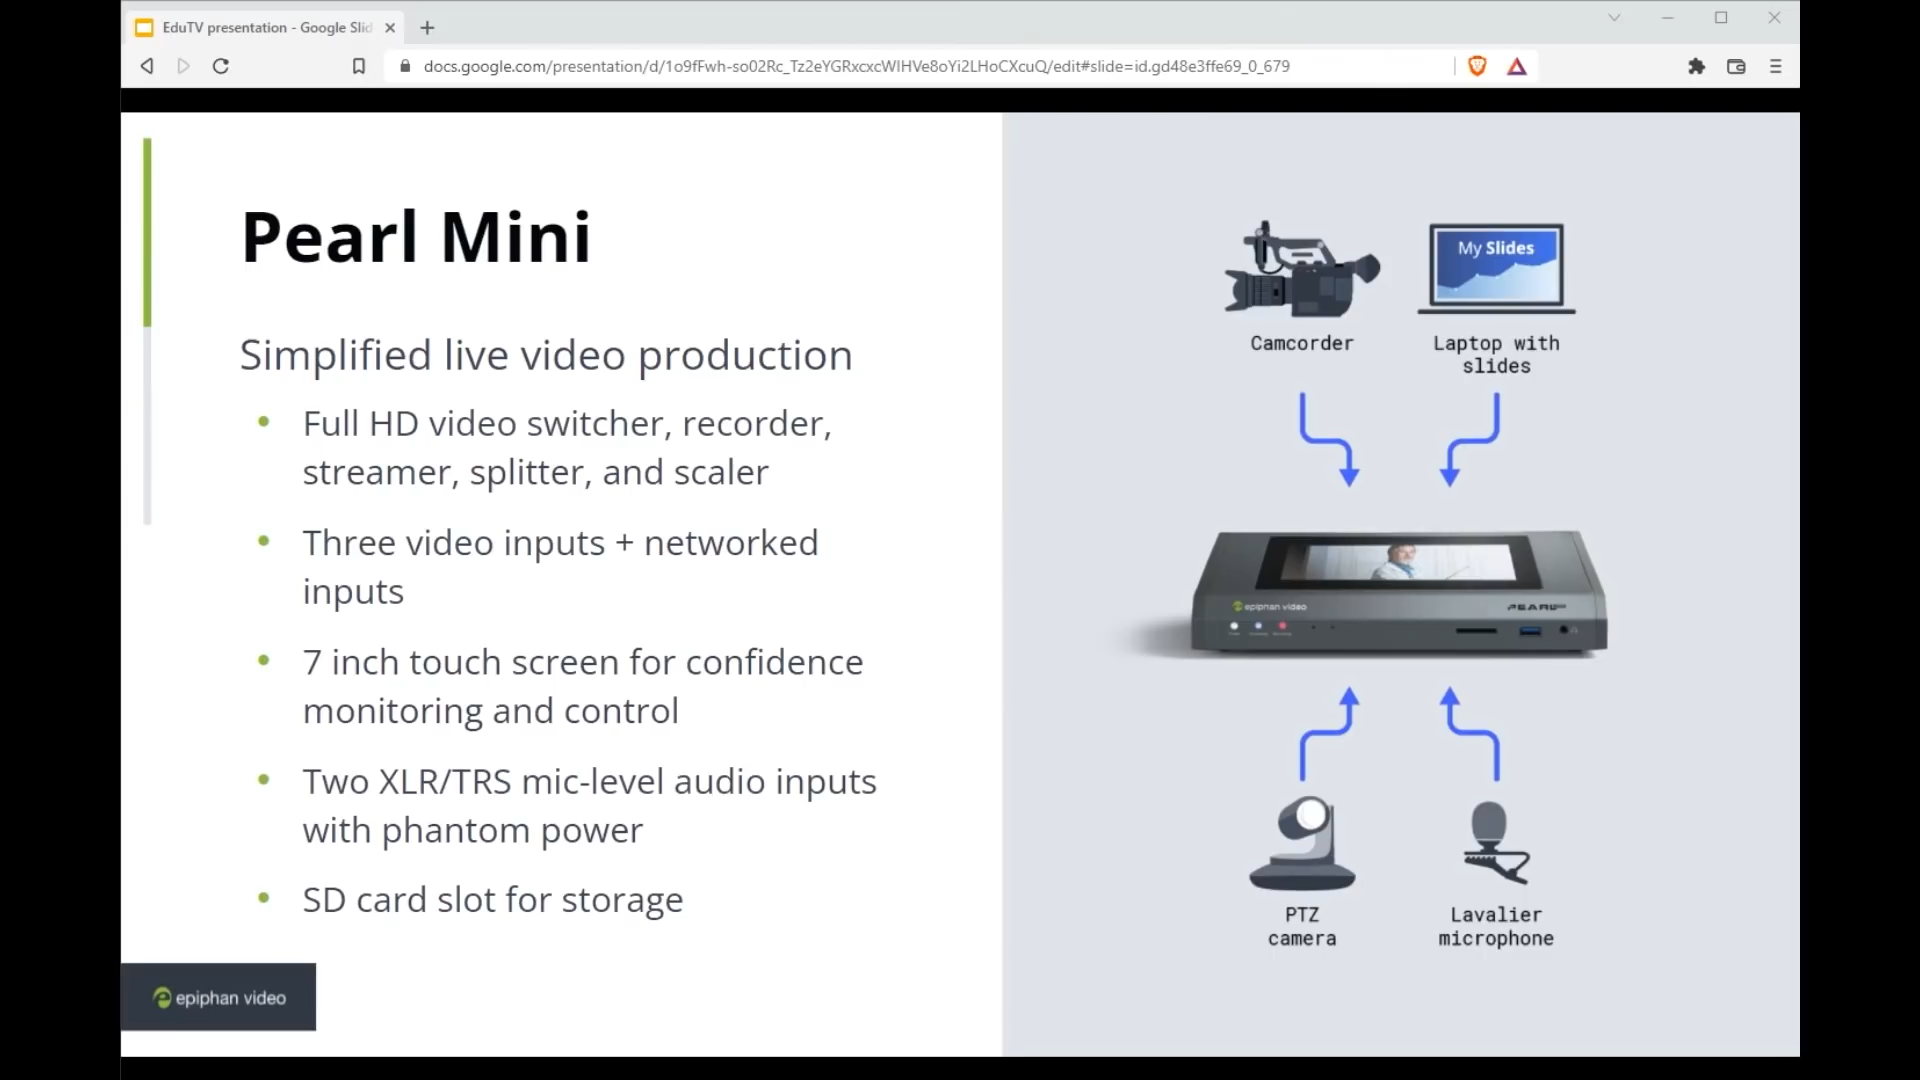 EduTV presentation - Google Slid
docs.google.com/presentation/d/1o9fFwh-so02Rc_Tz2eYGRxcxcWIHVe8oYi2LHoCXcuQ/edit#slide=id.gd48e3ffe69_0_679
Pearl Mini
Simplified live video production
• Full HD video switcher, recorder,
streamer, splitter, and scaler
• Three video inputs + networked
inputs
• 7 inch touch screen for confidence
monitoring and control
• Two XLR/TRS mic-level audio inputs
with phantom power
• SD card slot for storage
epiphan video
My Slides
Camcorder
Laptop with
slides
epiphan video
PEARL
PTZ
camera
Lavalier
microphone